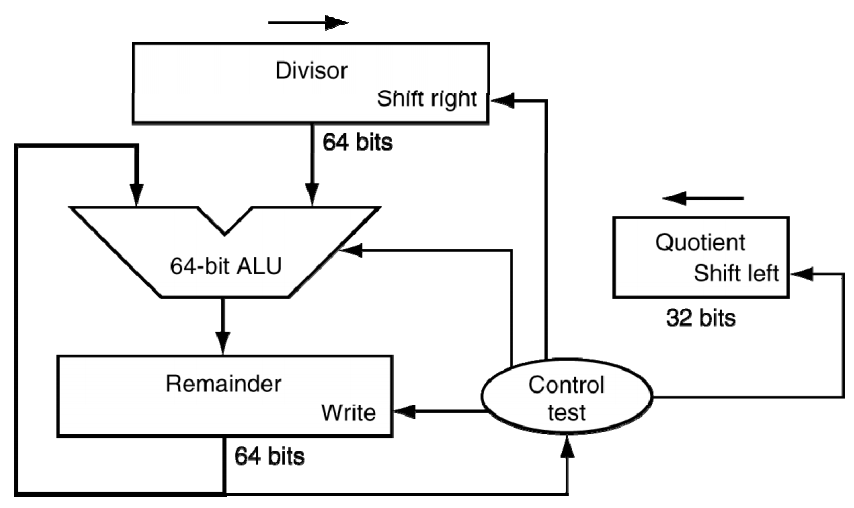 Divisor
Shift right
64 bits
Quotient
Shift left
64-bit ALU
32 bits
Remainder
Write
Control
test
64 bits